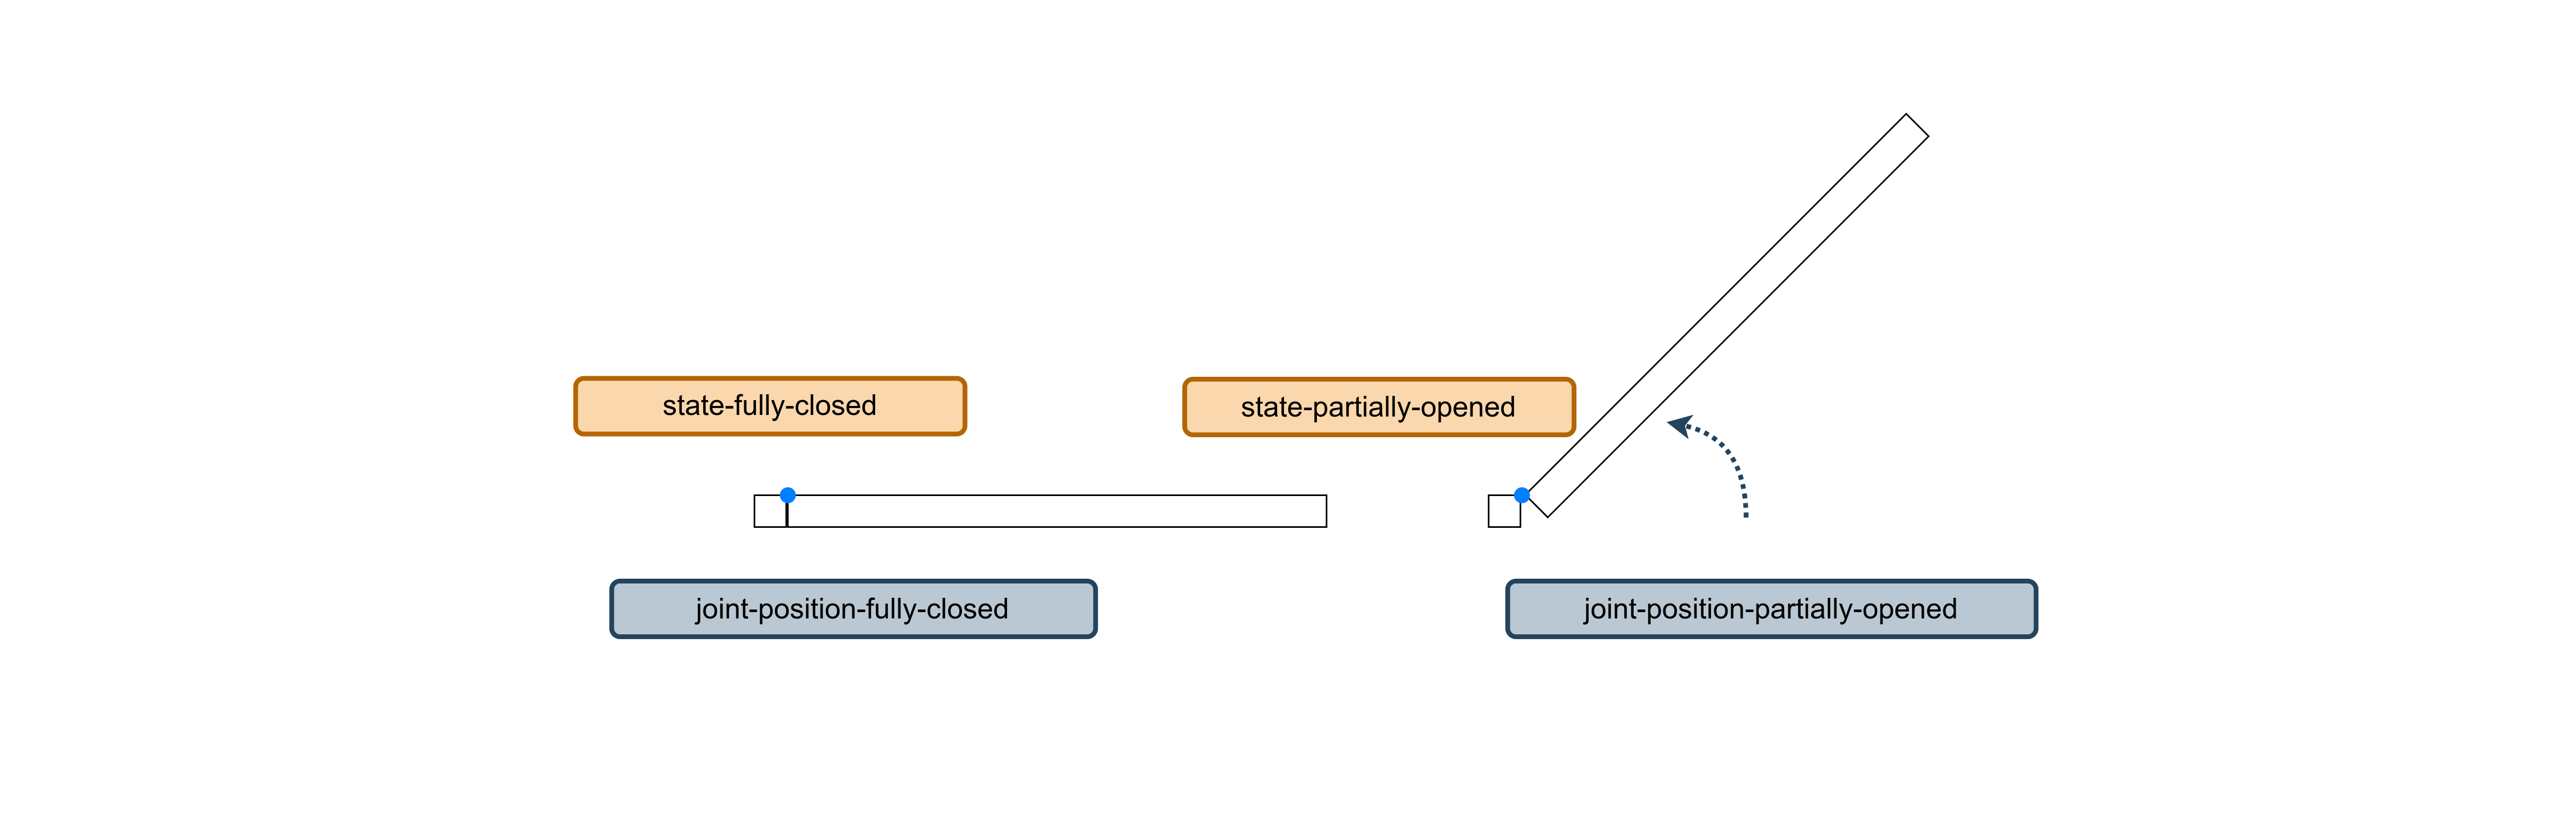 state-fully-closed
state-partially-opened
joint-position-fully-closed
joint-position-partially-opened